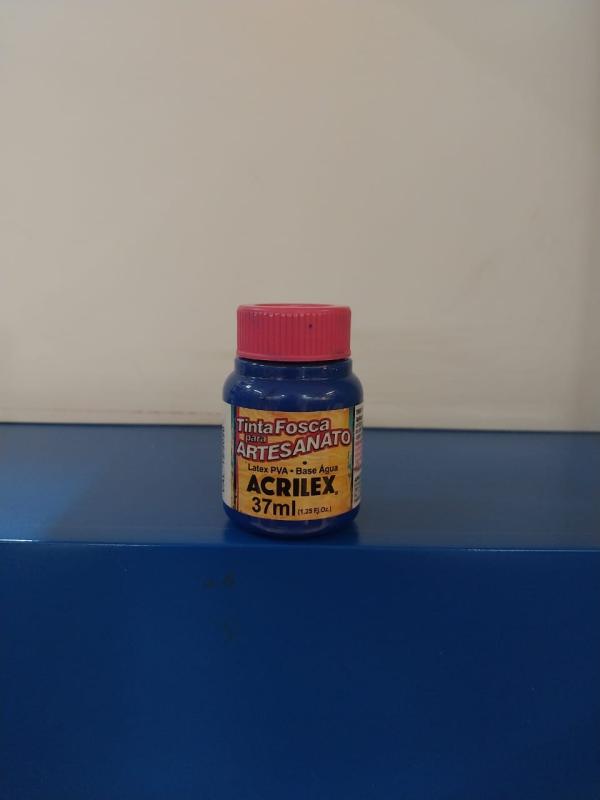 Tinta Fosca
para
ARTESANATO
Latex PVA • Base Água
ACRILEX®
37ml (1,25 Fl.Oz.)